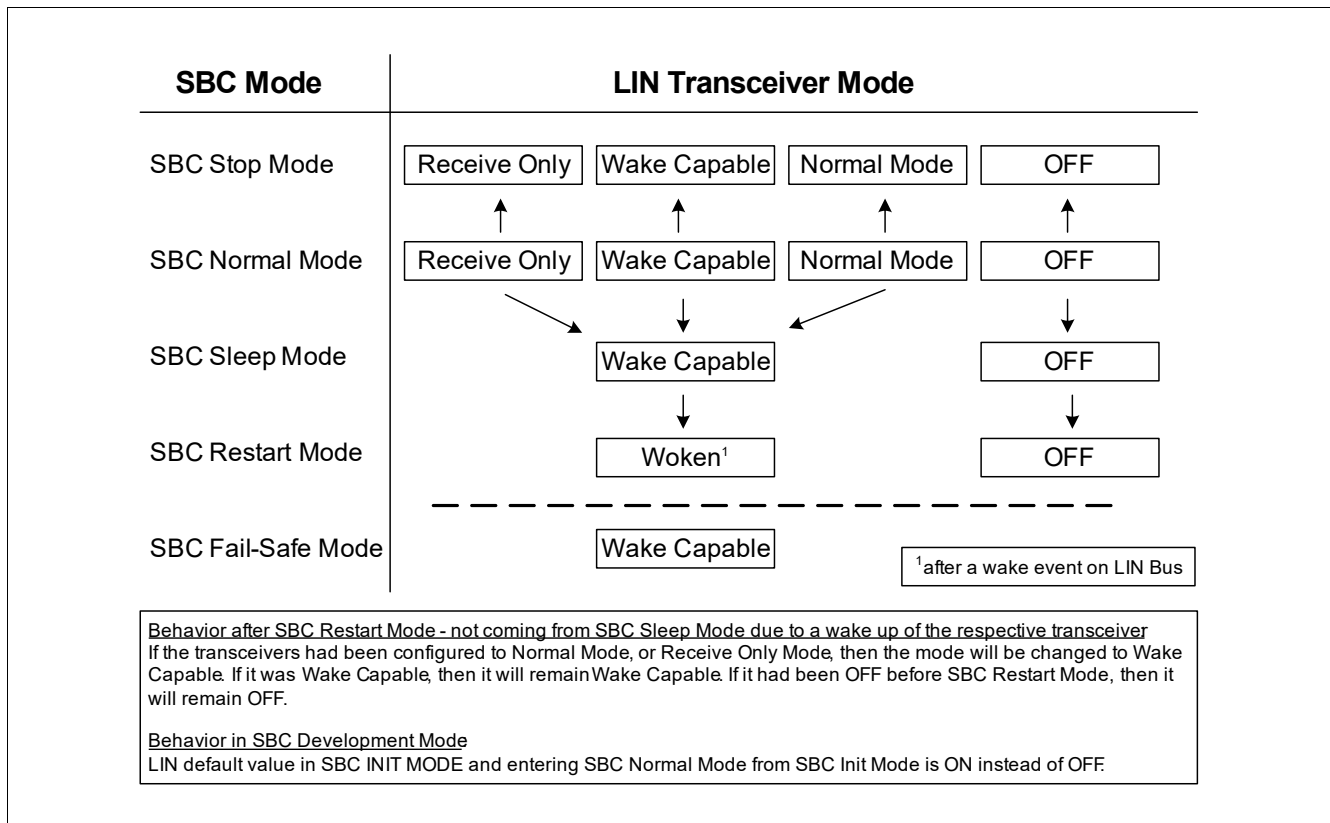 SBC Mode LIN Transceiver Mode
SBC Stop Mode Receive Only Wake Capable Normal Mode OFF
SBC Normal Mode Receive Only Wake Capable Normal Mode OFF
SBC Sleep Mode Wake Capable OFF
SBC Restart Mode Woken¹ OFF
SBC Fail-Safe Mode Wake Capable
¹after a wake event on LIN Bus
Behavior after SBC Restart Mode - not coming from SBC Sleep Mode due to a wake up of the respective transceiver
If the transceivers had been configured to Normal Mode, or Receive Only Mode, then the mode will be changed to Wake
Capable. If it was Wake Capable, then it will remain Wake Capable. If it had been OFF before SBC Restart Mode, then it
will remain OFF.
Behavior in SBC Development Mode
LIN default value in SBC INIT MODE and entering SBC Normal Mode from SBC Init Mode is ON instead of OFF.